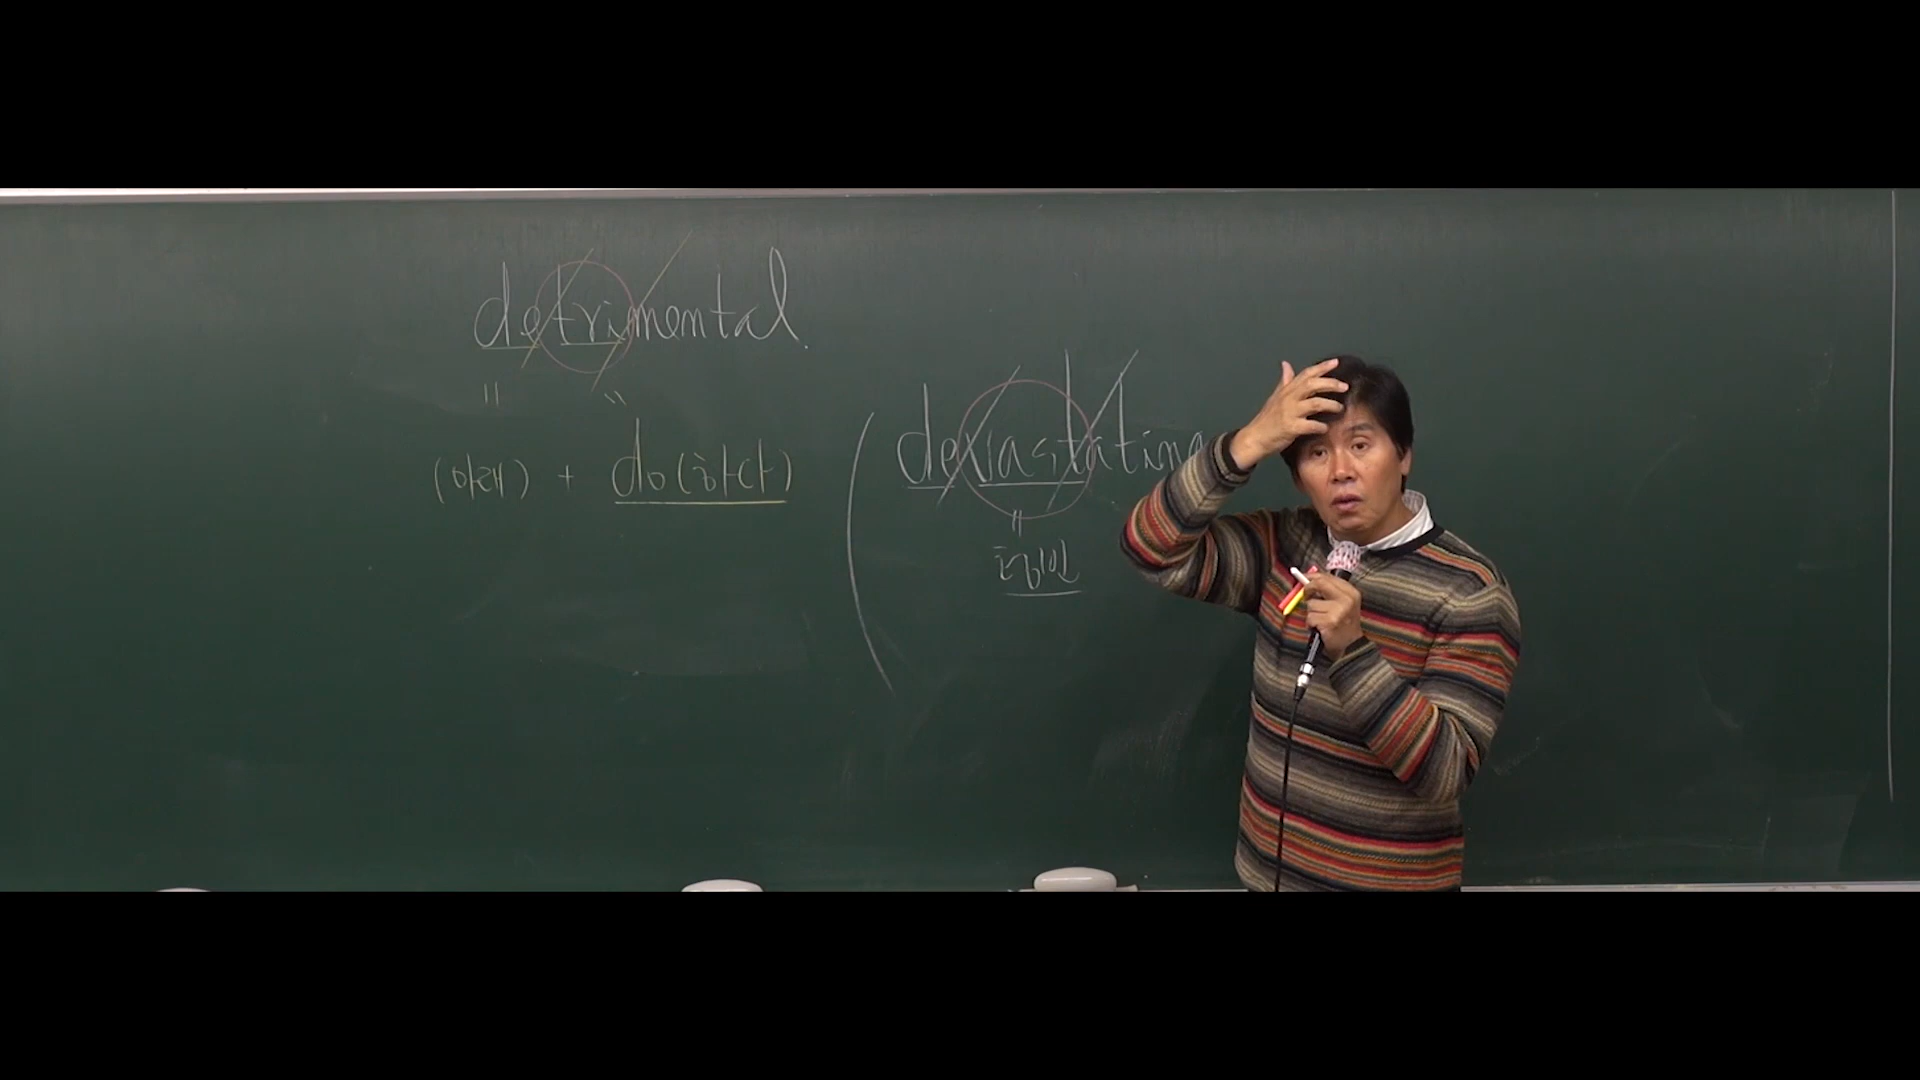 detrimental
(아래) + do(하다)
devastating